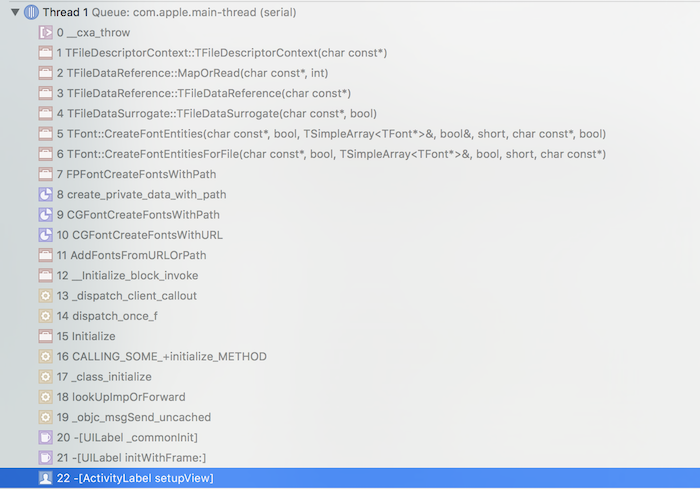 Thread 1 Queue: com.apple.main-thread (serial)
0 __cxa_throw
1 TFileDescriptorContext::TFileDescriptorContext(char const*)
2 TFileDataReference::MapOrRead(char const*, int)
3 TFileDataReference::TFileDataReference(char const*)
4 TFileDataSurrogate::TFileDataSurrogate(char const*, bool)
5 TFont::CreateFontEntities(char const*, bool, TSimpleArray<TFont*>&, bool&, short, char const*, bool)
6 TFont::CreateFontEntitiesForFile(char const*, bool, TSimpleArray<TFont*>&, bool, short, char const*)
7 FPFontCreateFontsWithPath
8 create_private_data_with_path
9 CGFontCreateFontsWithPath
10 CGFontCreateFontsWithURL
11 AddFontsFromURLOrPath
12 __Initialize_block_invoke
13 _dispatch_client_callout
14 dispatch_once_f
15 Initialize
16 CALLING_SOME_+initialize_METHOD
17 _class_initialize
18 lookUpImpOrForward
19 _objc_msgSend_uncached
20 -[UILabel _commonInit]
21 -[UILabel initWithFrame:]
22 -[ActivityLabel setupView]